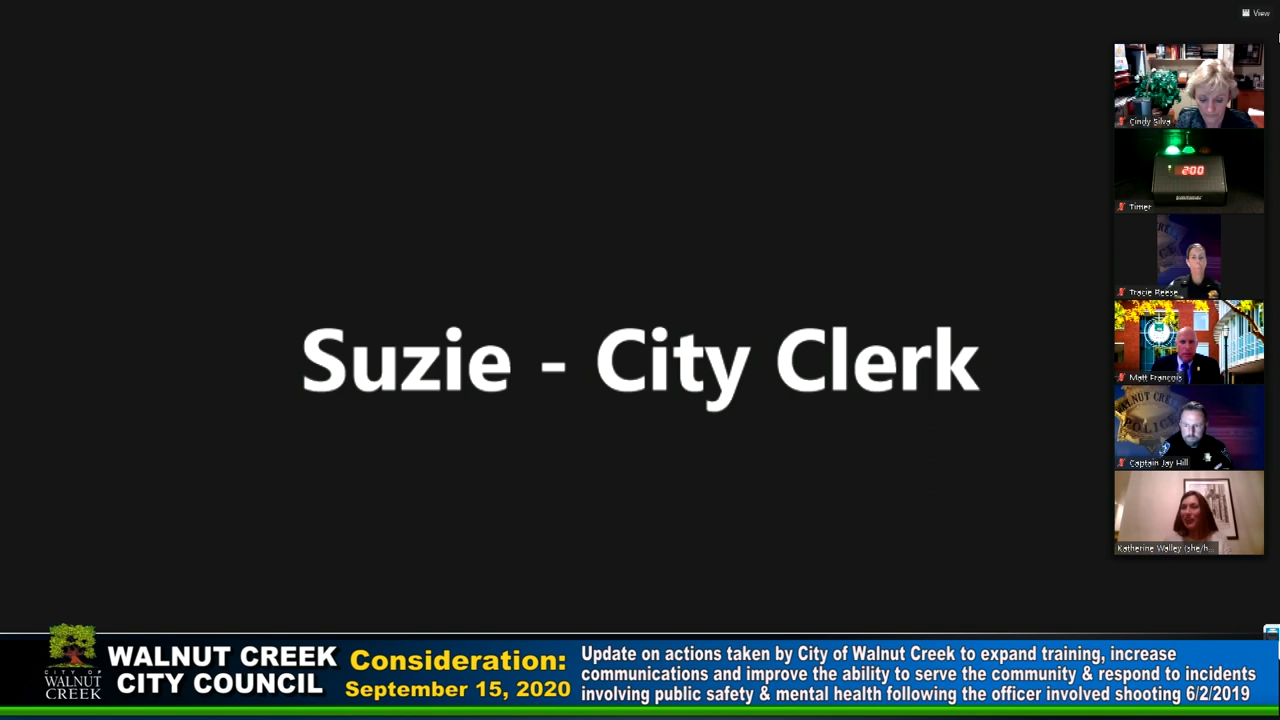 View
Cindy Silva
200
Timer
Tracie Reese
Matt Francois
WALNUT CRE
POLICE
Captain Jay Hill
Katherine Walley (she/h...
Suzie - City Clerk
CITY OF
WALNUT
CREEK
WALNUT CREEK
CITY COUNCIL
Consideration:
September 15, 2020
Update on actions taken by City of Walnut Creek to expand training, increase
communications and improve the ability to serve the community & respond to incidents
involving public safety & mental health following the officer involved shooting 6/2/2019